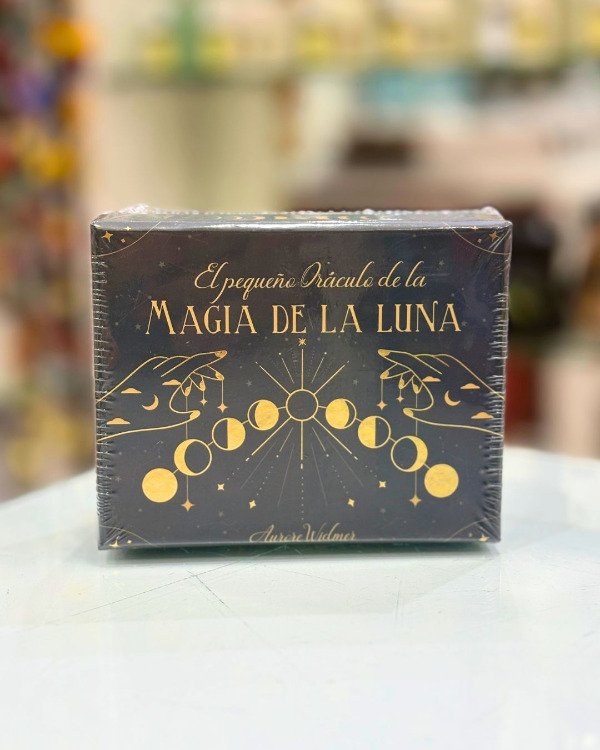 El pequeño Oráculo de la
MAGIA DE LA LUNA
Aurore Widmer